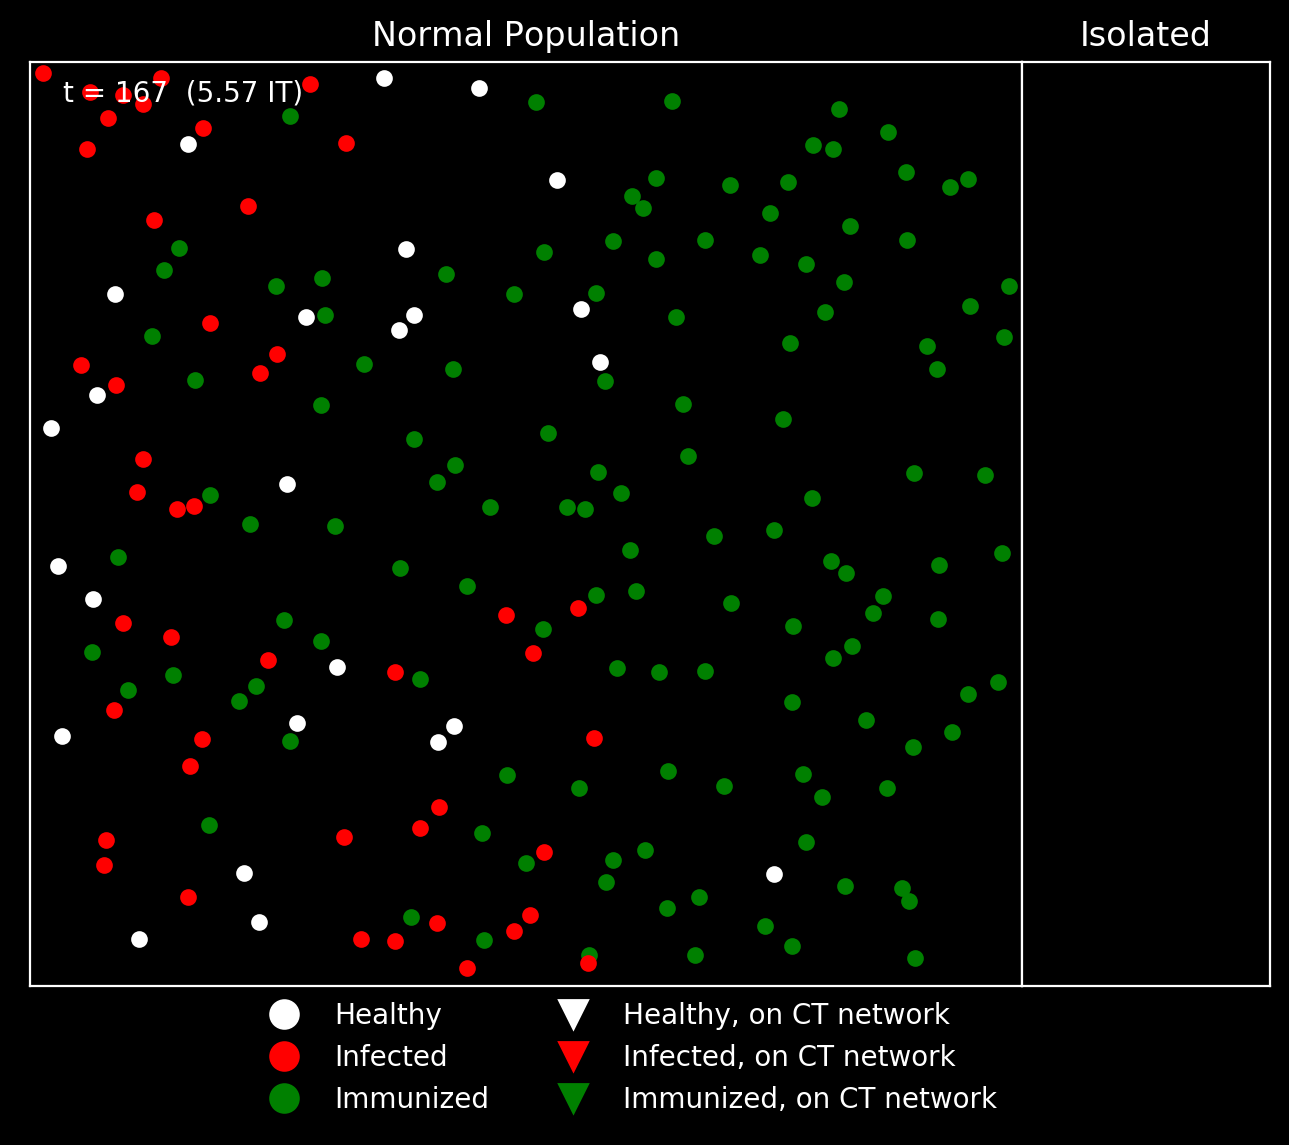 Normal Population
Isolated
t = 167  (5.57 IT)
Healthy
Infected
Immunized
Healthy, on CT network
Infected, on CT network
Immunized, on CT network